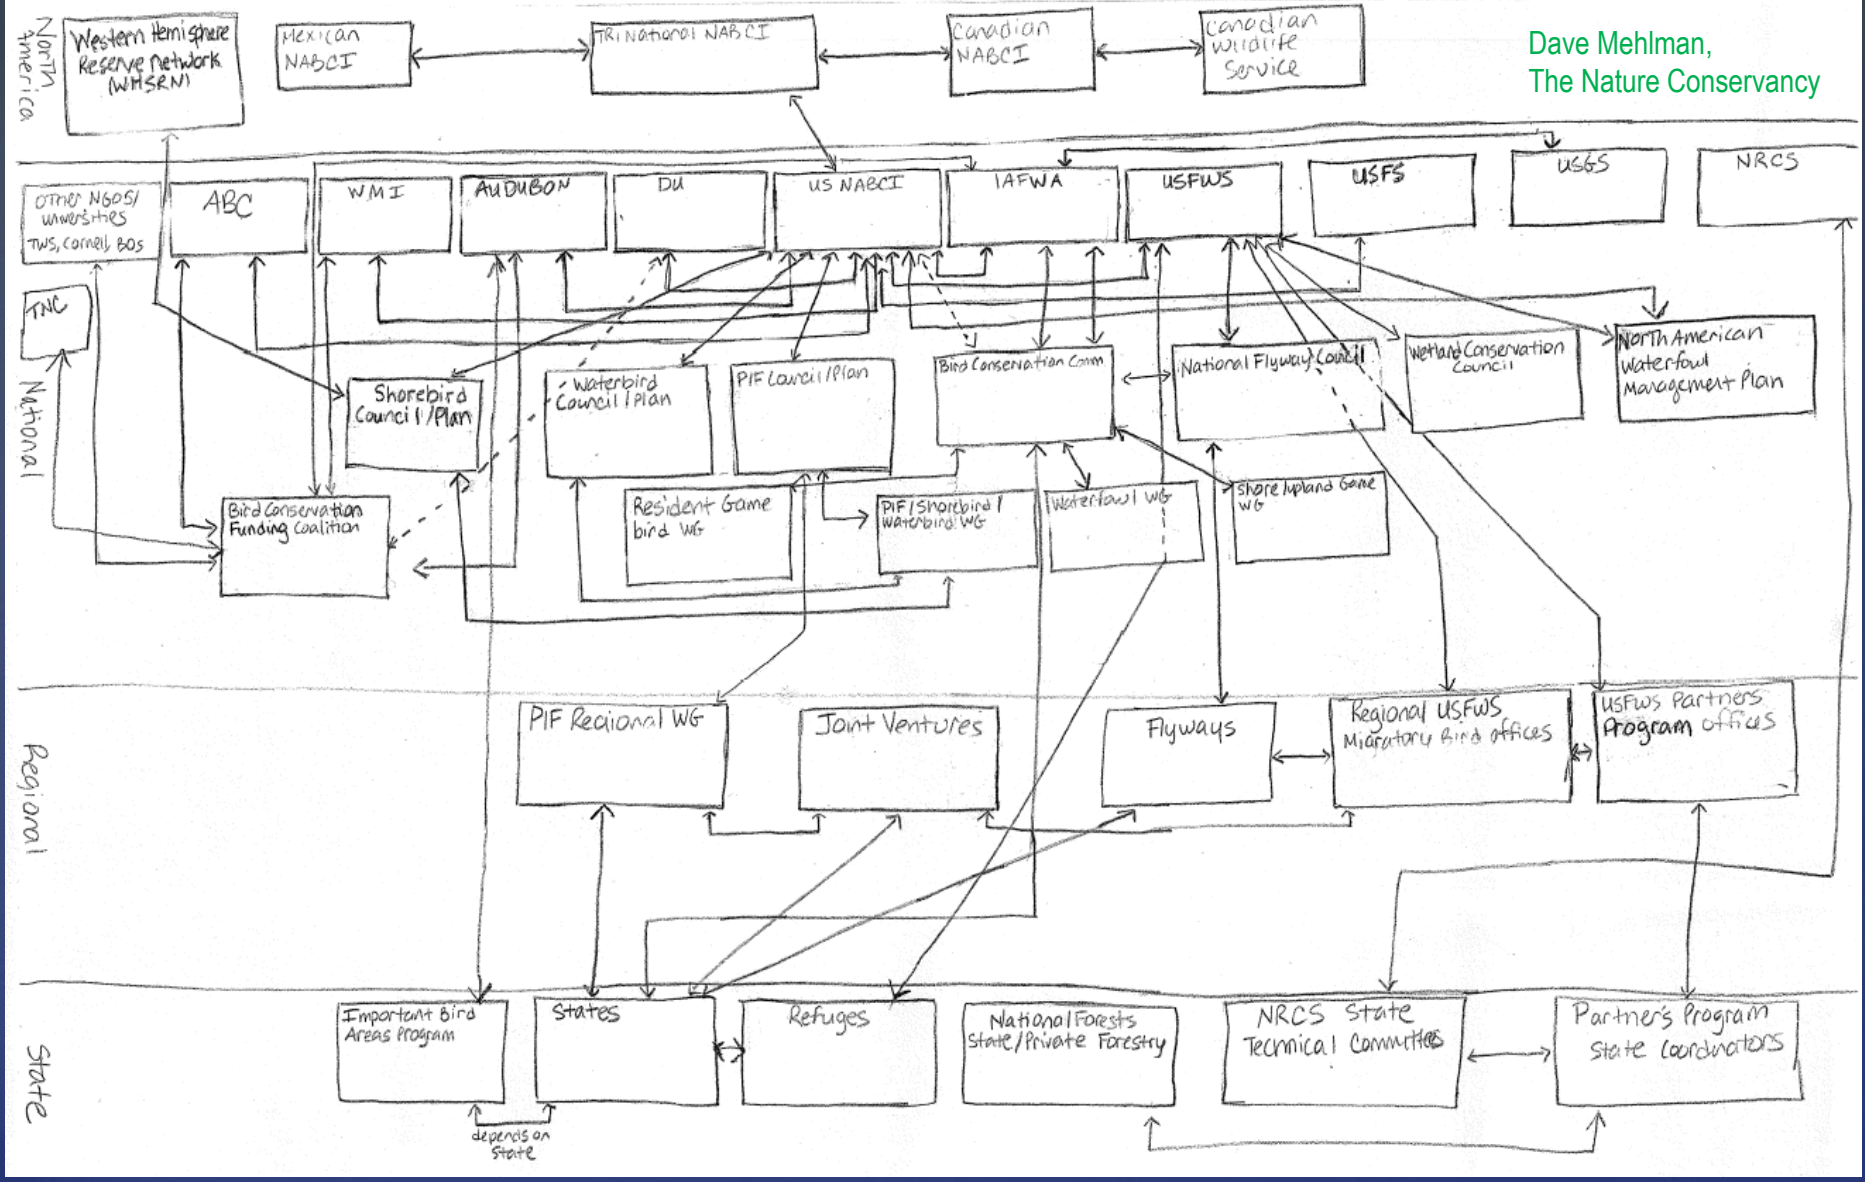 North
America
Western Hemisphere
Reserve Network
(WHSRN)
Mexican
NABCI
TRINational NABCI
Canadian
NABCI
Canadian
Wildlife
Service
Dave Mehlman,
The Nature Conservancy
National
OTHER NGOS/
universities
TWS, Cornell, BOs
ABC
WMI
AUDUBON
DU
US NABCI
IAFWA
USFWS
USFS
USGS
NRCS
TNC
Shorebird
Council/Plan
Waterbird
Council/Plan
PIF Council/Plan
Bird Conservation Comm
National Flyway Council
Wetland Conservation
Council
North American
Waterfowl
Management Plan
Bird Conservation
Funding Coalition
Resident Game
bird WG
PIF/Shorebird/
Waterbird WG
Waterfowl WG
Shore/upland Game
WG
Regional
PIF Regional WG
Joint Ventures
Flyways
Regional USFWS
Migratory Bird offices
USFWS Partners
Program offices
State
Important Bird
Areas Program
States
Refuges
National Forests
State/Private Forestry
NRCS State
Technical Committees
Partner's Program
State Coordinators
depends on
state